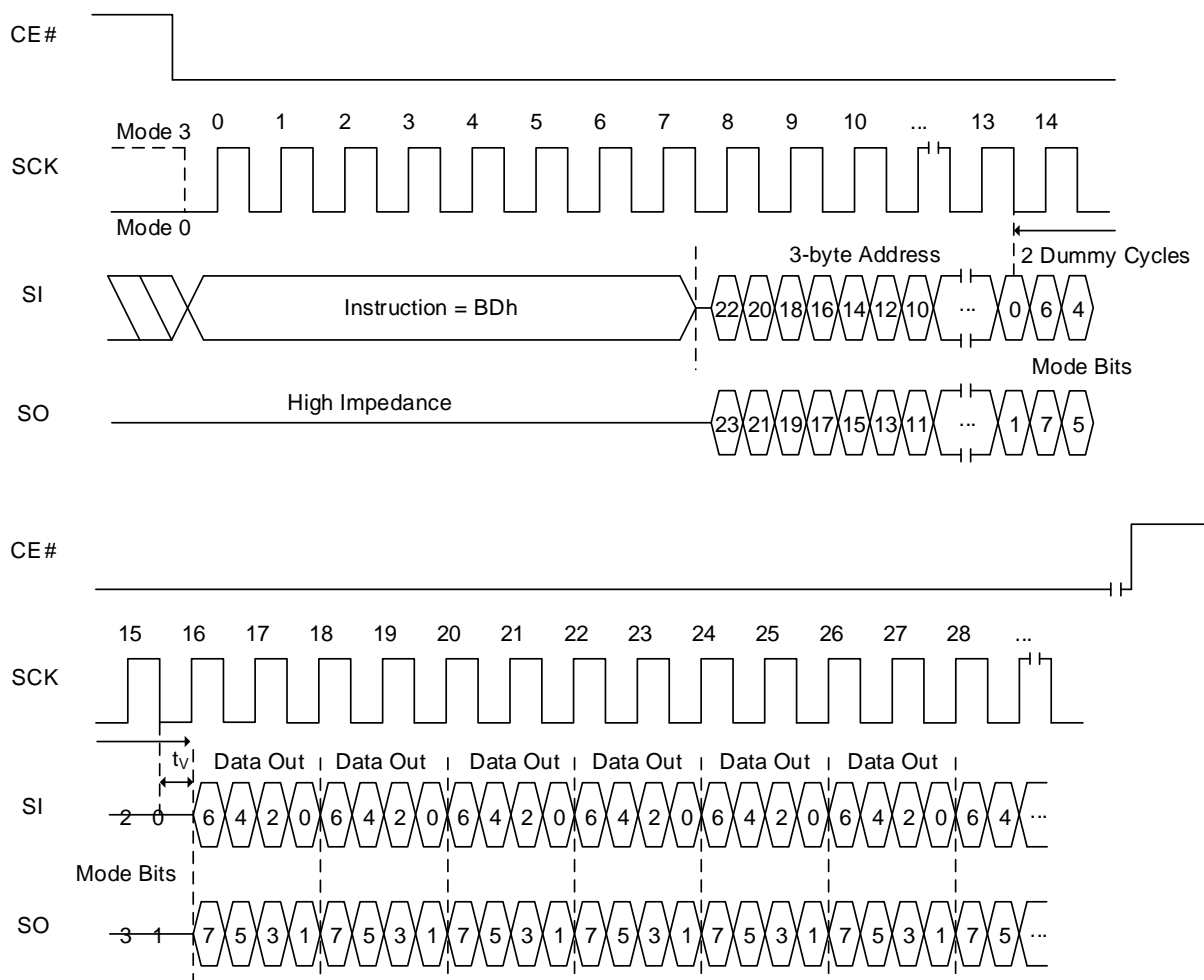 CE#
Mode 3
0 1 2 3 4 5 6 7 8 9 10 ... 13 14
SCK
Mode 0
3-byte Address
2 Dummy Cycles
SI
Instruction = BDh
22 20 18 16 14 12 10 ... 0 6 4
Mode Bits
SO
High Impedance
23 21 19 17 15 13 11 ... 1 7 5
CE#
15 16 17 18 19 20 21 22 23 24 25 26 27 28 ...
SCK
tV
Data Out Data Out Data Out Data Out Data Out Data Out
SI
2 0 6 4 2 0 6 4 2 0 6 4 2 0 6 4 2 0 6 4 2 0 6 4 2 0 6 4 ...
Mode Bits
SO
3 1 7 5 3 1 7 5 3 1 7 5 3 1 7 5 3 1 7 5 3 1 7 5 3 1 7 5 ...